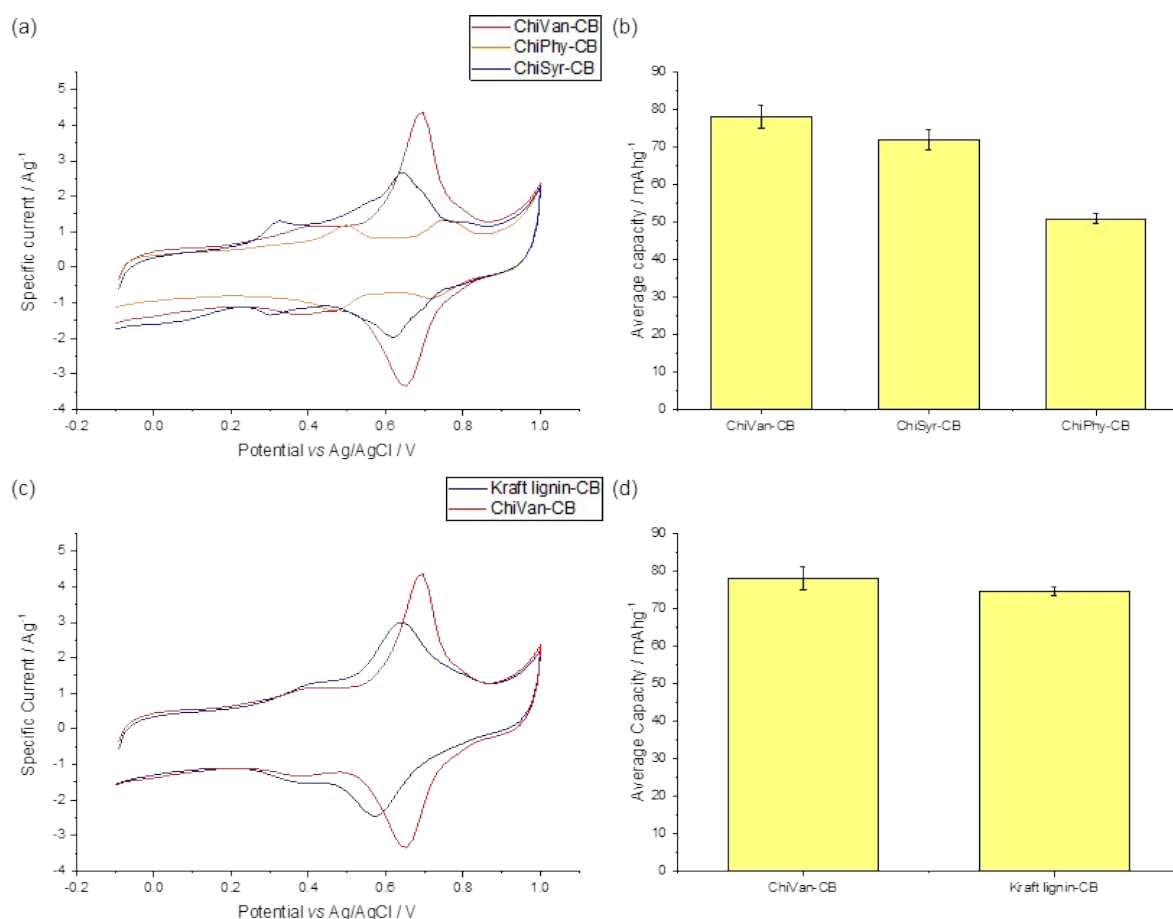 (a)
ChiVan-CB
ChiPhy-CB
ChiSyr-CB
5
4
3
2
1
0
-1
-2
-3
-4
Specific current / Ag⁻¹
-0.2 0.0 0.2 0.4 0.6 0.8 1.0
Potential vs Ag/AgCl / V
(b)
90
80
70
60
50
40
30
20
10
0
Average capacity / mAhg⁻¹
ChiVan-CB ChiSyr-CB ChiPhy-CB
(c)
Kraft lignin-CB
ChiVan-CB
5
4
3
2
1
0
-1
-2
-3
-4
Specific Current / Ag⁻¹
-0.2 0.0 0.2 0.4 0.6 0.8 1.0
Potential vs Ag/AgCl / V
(d)
90
80
70
60
50
40
30
20
10
0
Average Capacity / mAhg⁻¹
ChiVan-CB Kraft lignin-CB